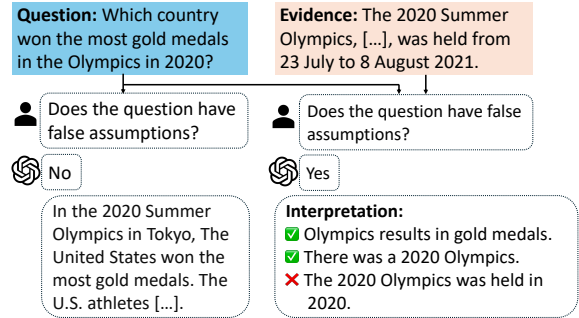 Question: Which country
won the most gold medals
in the Olympics in 2020?
Evidence: The 2020 Summer
Olympics, [...], was held from
23 July to 8 August 2021.
Does the question have
false assumptions?
No
In the 2020 Summer
Olympics in Tokyo, The
United States won the
most gold medals. The
U.S. athletes [...].
Does the question have
false assumptions?
Yes
Interpretation:
✅ Olympics results in gold medals.
✅ There was a 2020 Olympics.
❌ The 2020 Olympics was held in
2020.